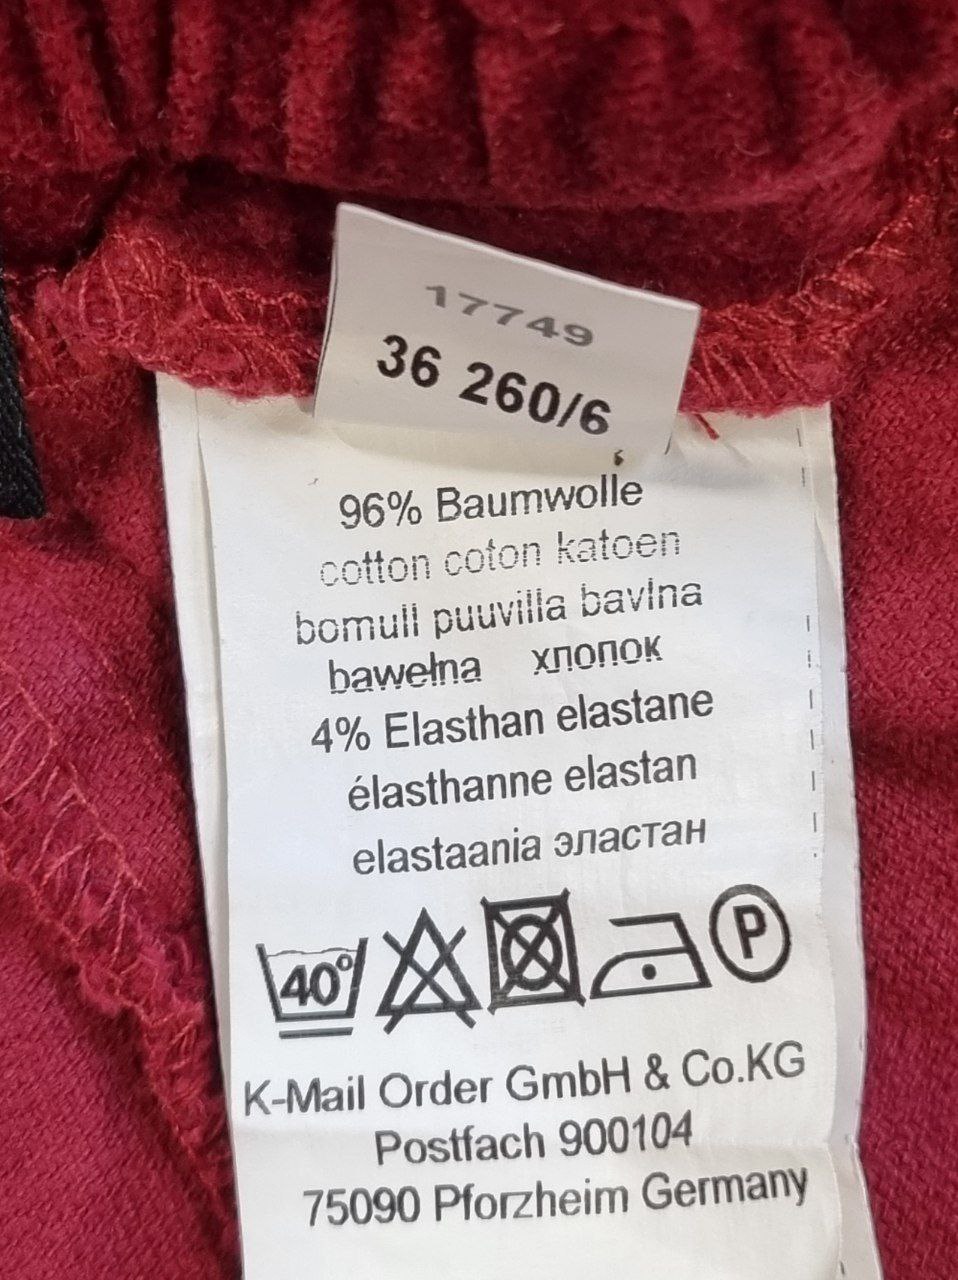 17749
36 260/6
96% Baumwolle
cotton coton katoen
bomull puuvilla bavlna
bawełna хлопок
4% Elasthan elastane
élasthanne elastan
elastaania эластан
40°
P
K-Mail Order GmbH & Co.KG
Postfach 900104
75090 Pforzheim Germany